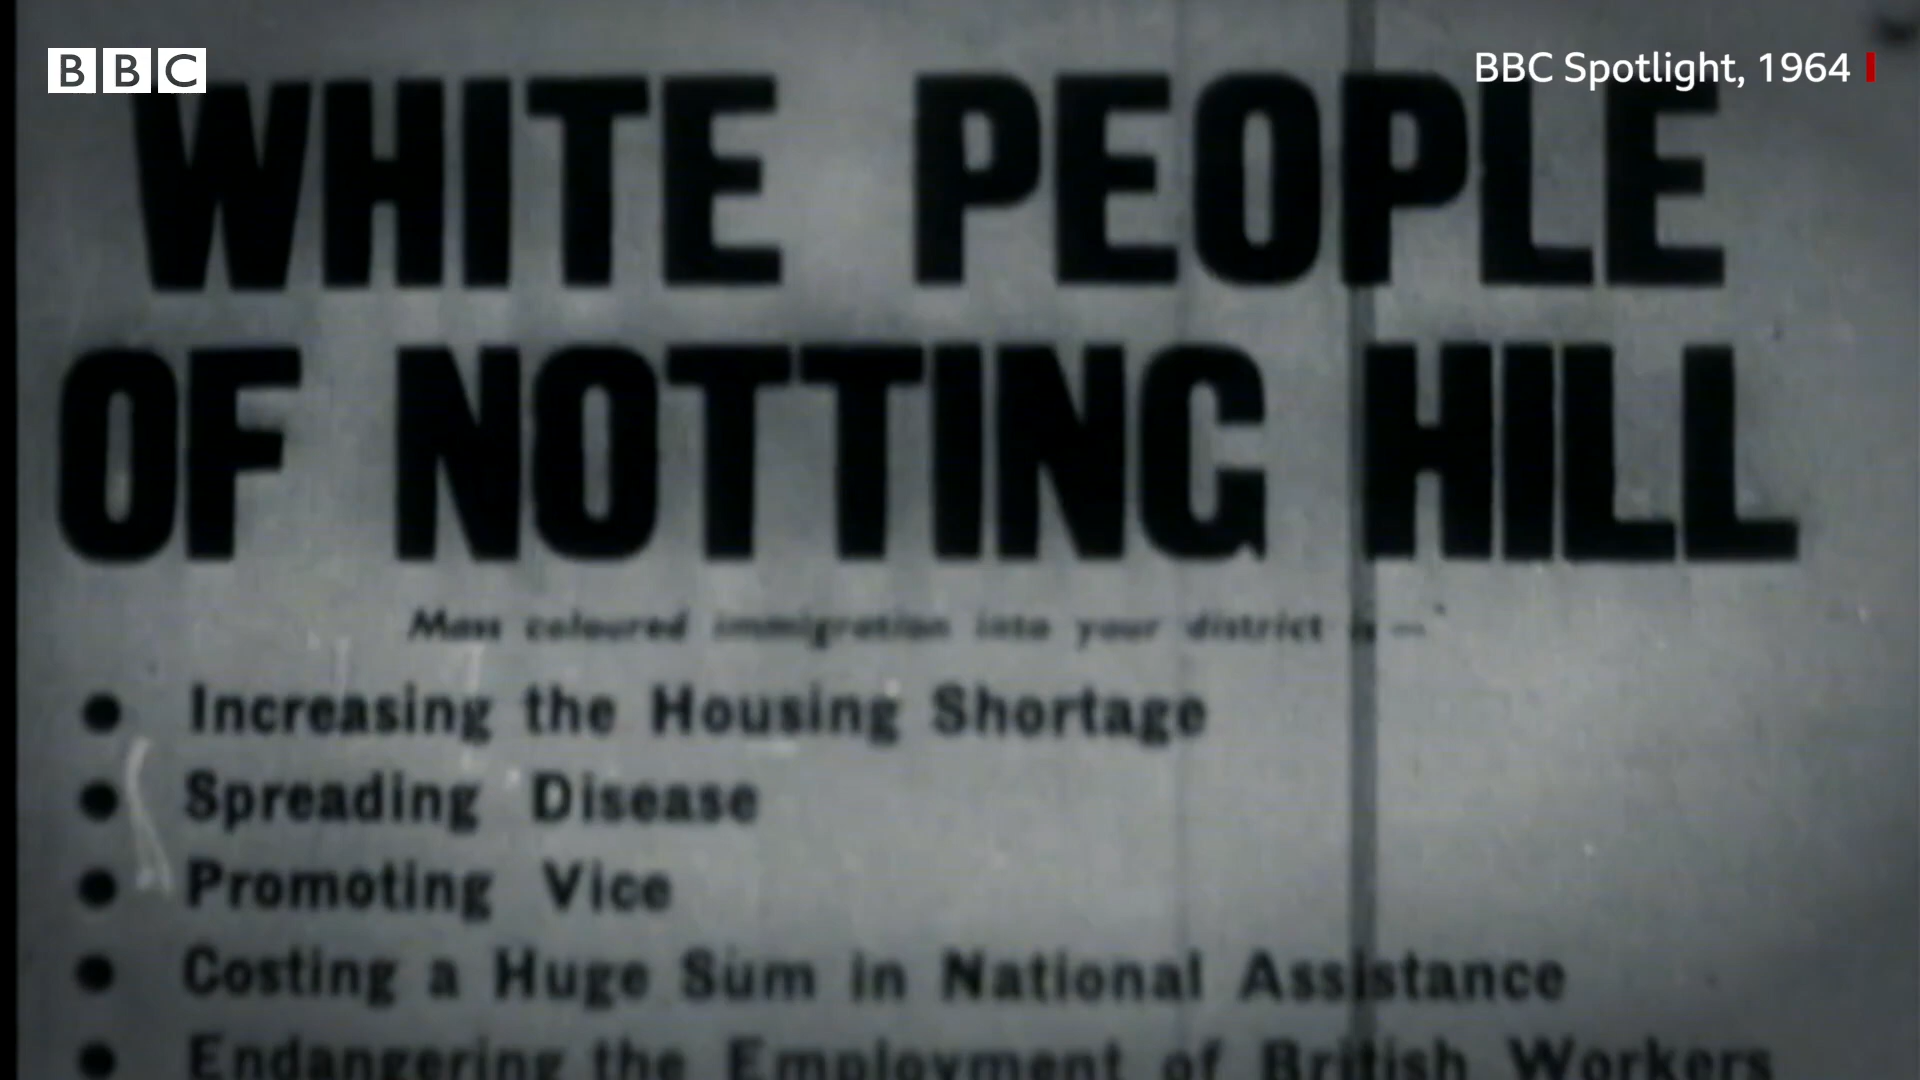 BBC
BBC Spotlight, 1964
WHITE PEOPLE
OF NOTTING HILL
Mass coloured immigration into your district is —
● Increasing the Housing Shortage
● Spreading Disease
● Promoting Vice
● Costing a Huge Sum in National Assistance
● Endangering the Employment of British Workers